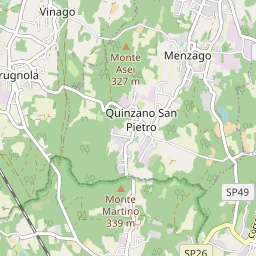 Vinago
Menzago
Monte
Asei
327 m
rugnola
Quinzano San
Pietro
SP49
Monte
Martino
339 m
SP26